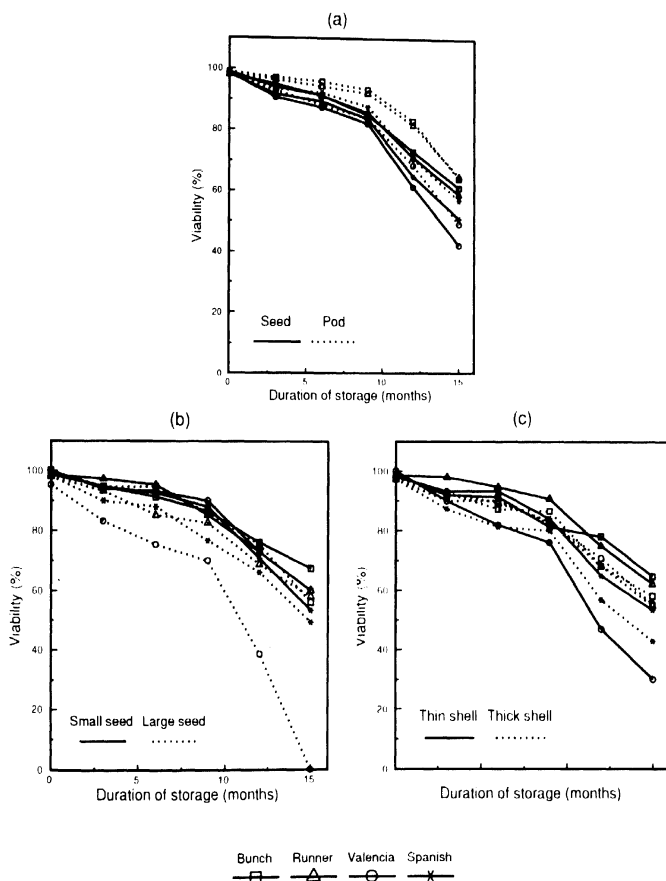 (a)
100
80
60
40
20
0
Viability (%)
Seed Pod
0 5 10 15
Duration of storage (months)
(b) (c)
100
80
60
40
20
0
Viability (%)
Small seed Large seed
0 5 10 15
Duration of storage (months)
100
80
60
40
20
0
Viability (%)
Thin shell Thick shell
Duration of storage (months)
Bunch Runner Valencia Spanish